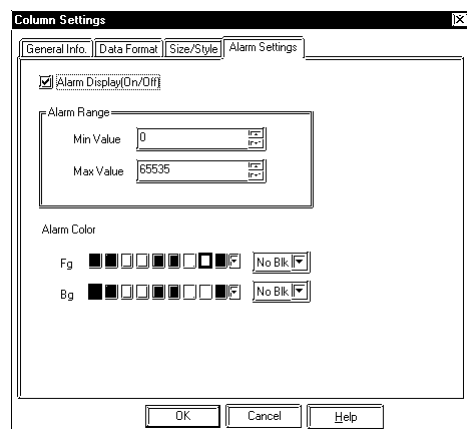 Column Settings
General Info. Data Format Size/Style Alarm Settings
Alarm Display(On/Off)
Alarm Range
Min Value 0
Max Value 65535
Alarm Color
Fg No Blk
Bg No Blk
OK Cancel Help